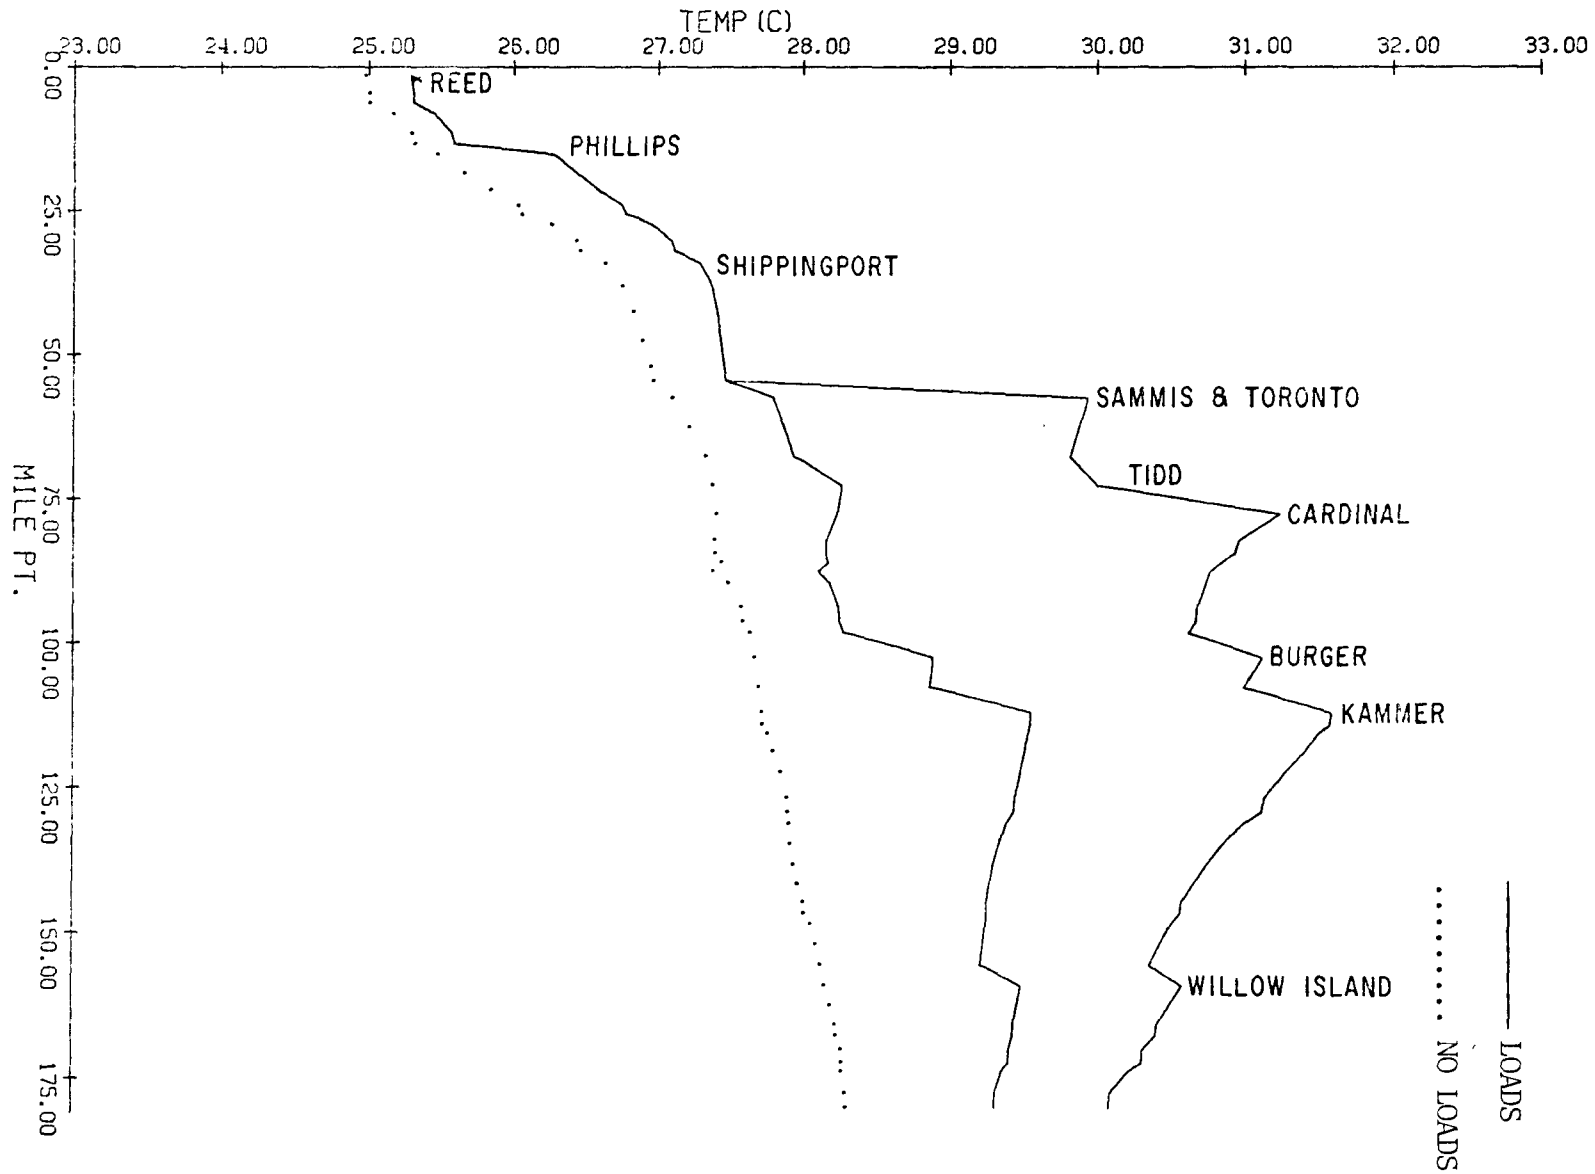 TEMP (C)
23.00 24.00 25.00 26.00 27.00 28.00 29.00 30.00 31.00 32.00 33.00
0.00
25.00
50.00
75.00
100.00
125.00
150.00
175.00
MILE PT.
REED
PHILLIPS
SHIPPINGPORT
SAMMIS & TORONTO
TIDD
CARDINAL
BURGER
KAMMER
WILLOW ISLAND
LOADS
NO LOADS